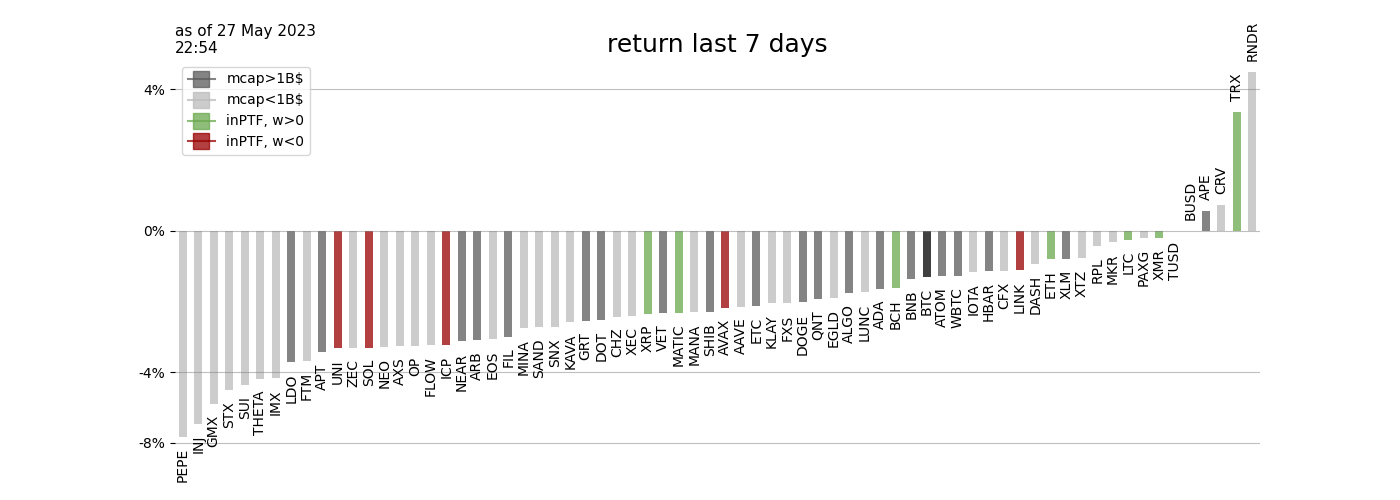 as of 27 May 2023
22:54
return last 7 days
mcap>1B$
mcap<1B$
inPTF, w>0
inPTF, w<0
4%
0%
-4%
-8%
PEPE
INJ
GMX
STX
SUI
THETA
IMX
LDO
FTM
APT
UNI
ZEC
SOL
NEO
AXS
OP
FLOW
ICP
NEAR
ARB
EOS
FIL
MINA
SAND
SNX
KAVA
GRT
DOT
CHZ
XEC
XRP
VET
MATIC
MANA
SHIB
AVAX
AAVE
ETC
KLAY
FXS
DOGE
QNT
EGLD
ALGO
LUNC
ADA
BCH
BNB
BTC
ATOM
WBTC
IOTA
HBAR
CFX
LINK
DASH
ETH
XLM
XTZ
RPL
MKR
LTC
PAXG
XMR
TUSD
BUSD
APE
CRV
TRX
RNDR